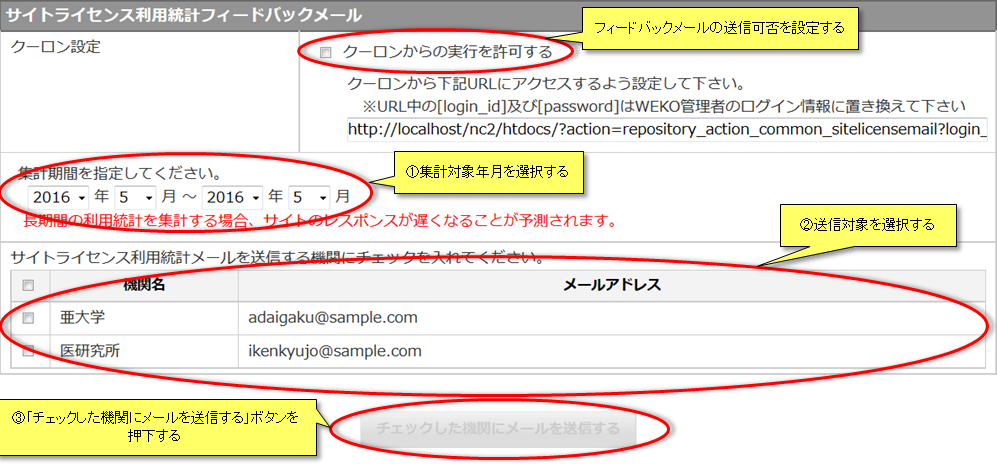 サイトライセンス利用統計フィードバックメール
フィードバックメールの送信可否を設定する
クーロン設定
クーロンからの実行を許可する
クーロンから下記URLにアクセスするよう設定して下さい。
※URL中の[login_id]及び[password]はWEKO管理者のログイン情報に置き換えて下さい
http://localhost/nc2/htdocs/?action=repository_action_common_sitelicensemail?login_
集計期間を指定してください。
①集計対象年月を選択する
2016 年 5 月 ～ 2016 年 5 月
長期間の利用統計を集計する場合、サイトのレスポンスが遅くなることが予測されます。
②送信対象を選択する
サイトライセンス利用統計メールを送信する機関にチェックを入れてください。
機関名 メールアドレス
亜大学 adaigaku@sample.com
医研究所 ikenkyujo@sample.com
③「チェックした機関にメールを送信する」ボタンを
押下する
チェックした機関にメールを送信する